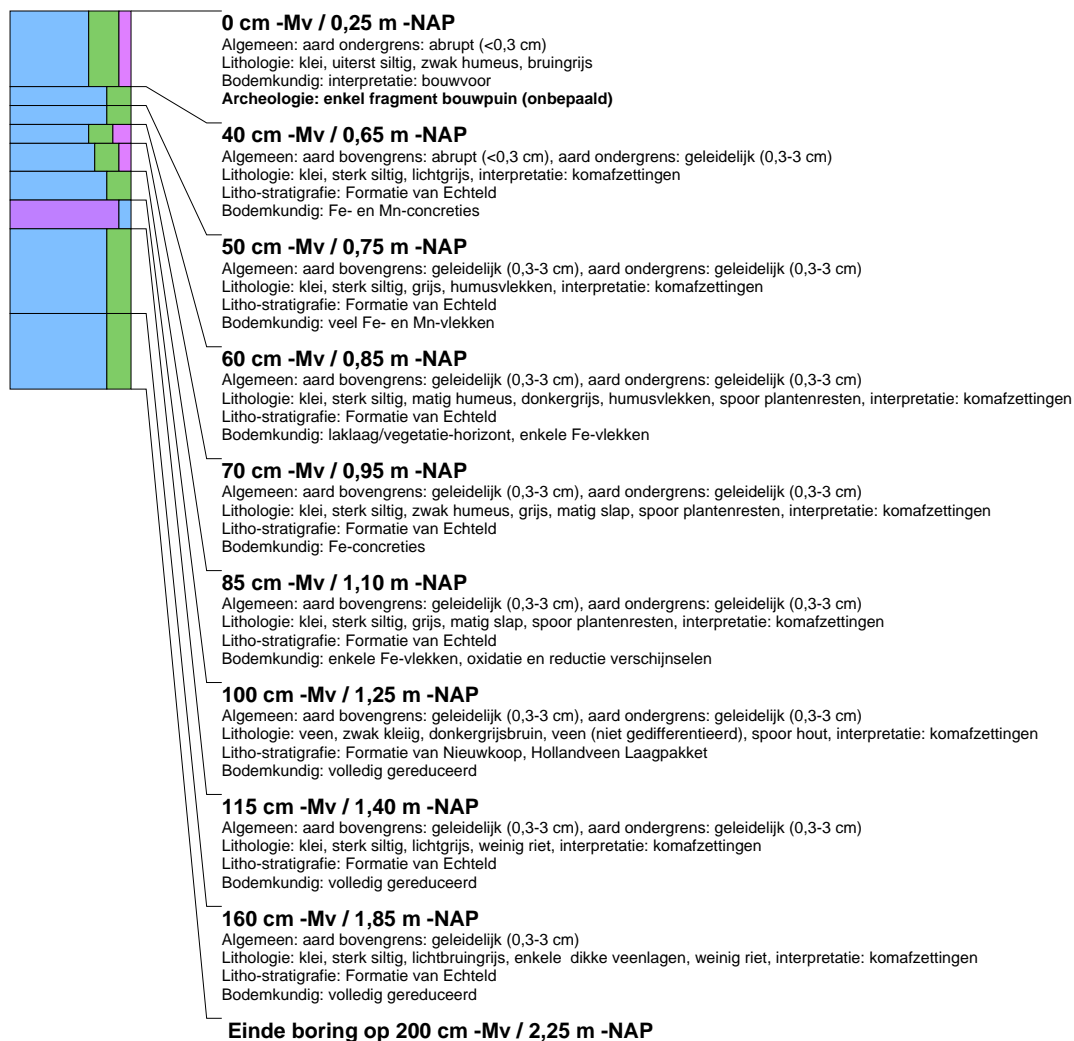 0 cm -Mv / 0,25 m -NAP
Algemeen: aard ondergrens: abrupt (<0,3 cm)
Lithologie: klei, uiterst siltig, zwak humeus, bruingrijs
Bodemkundig: interpretatie: bouwvoor
Archeologie: enkel fragment bouwpuin (onbepaald)
40 cm -Mv / 0,65 m -NAP
Algemeen: aard bovengrens: abrupt (<0,3 cm), aard ondergrens: geleidelijk (0,3-3 cm)
Lithologie: klei, sterk siltig, lichtgrijs, interpretatie: komafzettingen
Litho-stratigrafie: Formatie van Echteld
Bodemkundig: Fe- en Mn-concreties
50 cm -Mv / 0,75 m -NAP
Algemeen: aard bovengrens: geleidelijk (0,3-3 cm), aard ondergrens: geleidelijk (0,3-3 cm)
Lithologie: klei, sterk siltig, grijs, humusvlekken, interpretatie: komafzettingen
Litho-stratigrafie: Formatie van Echteld
Bodemkundig: veel Fe- en Mn-vlekken
60 cm -Mv / 0,85 m -NAP
Algemeen: aard bovengrens: geleidelijk (0,3-3 cm), aard ondergrens: geleidelijk (0,3-3 cm)
Lithologie: klei, sterk siltig, matig humeus, donkergrijs, humusvlekken, spoor plantenresten, interpretatie: komafzettingen
Litho-stratigrafie: Formatie van Echteld
Bodemkundig: laklaag/vegetatie-horizont, enkele Fe-vlekken
70 cm -Mv / 0,95 m -NAP
Algemeen: aard bovengrens: geleidelijk (0,3-3 cm), aard ondergrens: geleidelijk (0,3-3 cm)
Lithologie: klei, sterk siltig, zwak humeus, grijs, matig slap, spoor plantenresten, interpretatie: komafzettingen
Litho-stratigrafie: Formatie van Echteld
Bodemkundig: Fe-concreties
85 cm -Mv / 1,10 m -NAP
Algemeen: aard bovengrens: geleidelijk (0,3-3 cm), aard ondergrens: geleidelijk (0,3-3 cm)
Lithologie: klei, sterk siltig, grijs, matig slap, spoor plantenresten, interpretatie: komafzettingen
Litho-stratigrafie: Formatie van Echteld
Bodemkundig: enkele Fe-vlekken, oxidatie en reductie verschijnselen
100 cm -Mv / 1,25 m -NAP
Algemeen: aard bovengrens: geleidelijk (0,3-3 cm), aard ondergrens: geleidelijk (0,3-3 cm)
Lithologie: veen, zwak kleiig, donkergrijsbruin, veen (niet gedifferentieerd), spoor hout, interpretatie: komafzettingen
Litho-stratigrafie: Formatie van Nieuwkoop, Hollandveen Laagpakket
Bodemkundig: volledig gereduceerd
115 cm -Mv / 1,40 m -NAP
Algemeen: aard bovengrens: geleidelijk (0,3-3 cm), aard ondergrens: geleidelijk (0,3-3 cm)
Lithologie: klei, sterk siltig, lichtgrijs, weinig riet, interpretatie: komafzettingen
Litho-stratigrafie: Formatie van Echteld
Bodemkundig: volledig gereduceerd
160 cm -Mv / 1,85 m -NAP
Algemeen: aard bovengrens: geleidelijk (0,3-3 cm)
Lithologie: klei, sterk siltig, lichtbruingrijs, enkele dikke veenlagen, weinig riet, interpretatie: komafzettingen
Litho-stratigrafie: Formatie van Echteld
Bodemkundig: volledig gereduceerd
Einde boring op 200 cm -Mv / 2,25 m -NAP